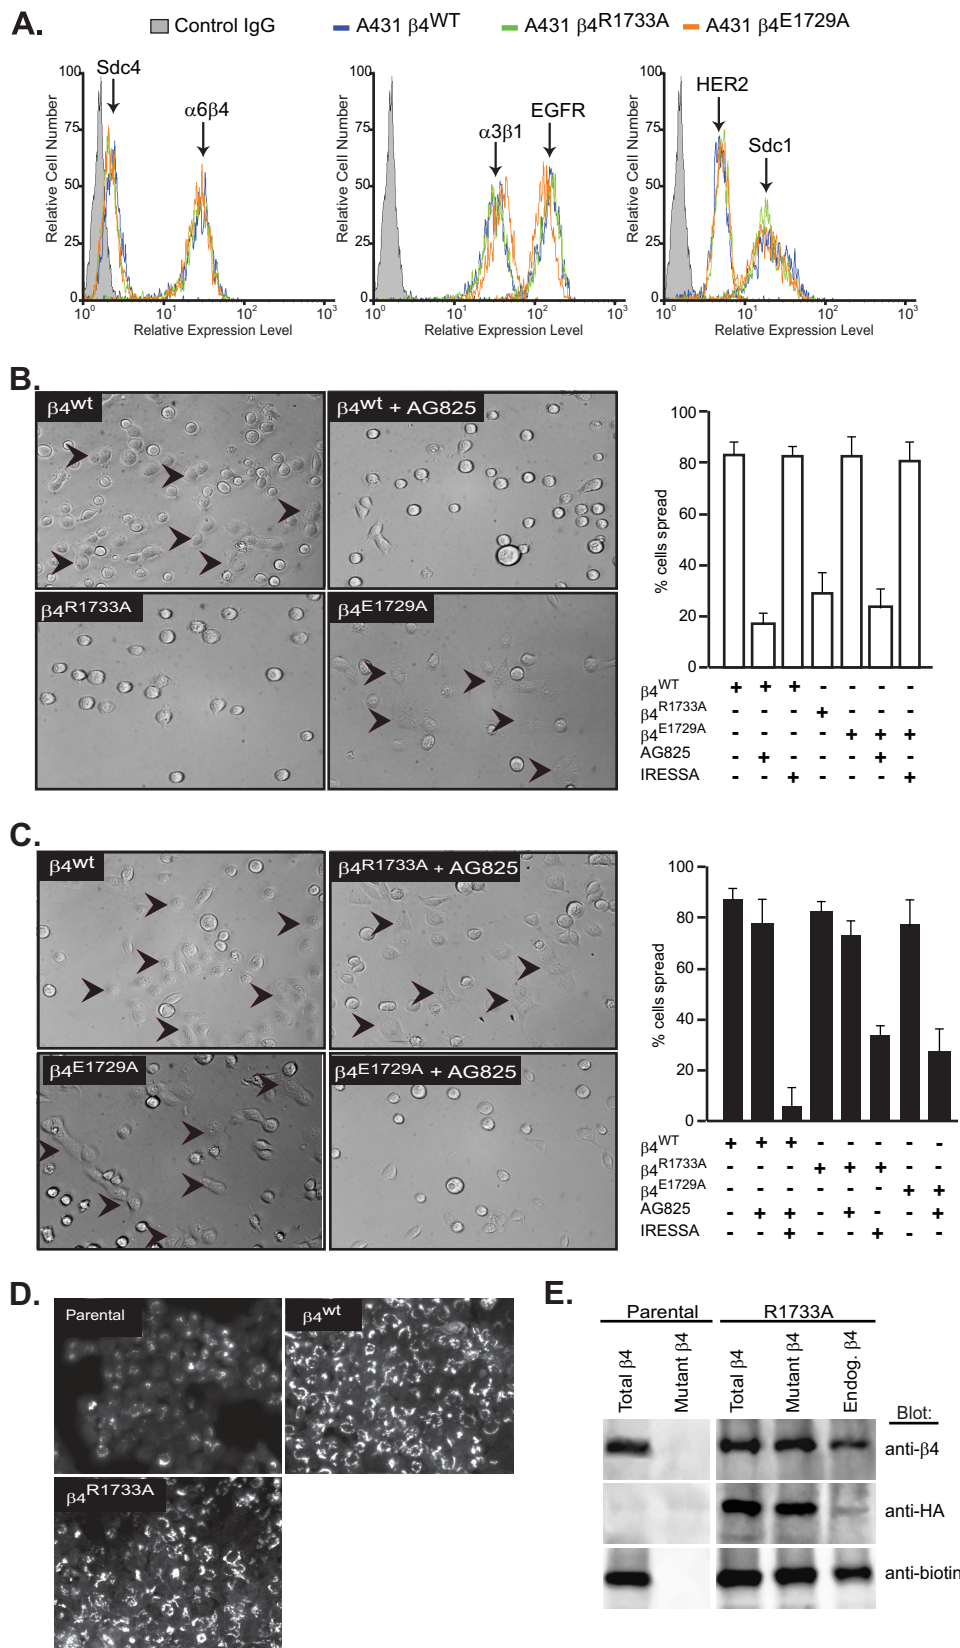 A.
Control IgG A431 β4WT A431 β4R1733A A431 β4E1729A
Relative Cell Number
100
75
50
25
0
Sdc4
α6β4
10⁰ 10¹ 10² 10³
Relative Expression Level
Relative Cell Number
100
75
50
25
0
α3β1
EGFR
10⁰ 10¹ 10² 10³
Relative Expression Level
Relative Cell Number
100
75
50
25
0
HER2
Sdc1
10⁰ 10¹ 10² 10³
Relative Expression Level
B.
β4wt
β4wt + AG825
β4R1733A
β4E1729A
% cells spread
100
80
60
40
20
0
β4WT + + + - - - -
β4R1733A - - - + - - -
β4E1729A - - - - + + +
AG825 - + - - - + -
IRESSA - - + - - - +
C.
β4wt
β4R1733A + AG825
β4E1729A
β4E1729A + AG825
% cells spread
100
80
60
40
20
0
β4WT + + + - - - - -
β4R1733A - - - + + + - -
β4E1729A - - - - - - + +
AG825 - + + - + - - +
IRESSA - - + - - + - -
D.
Parental
β4wt
β4R1733A
E.
Parental R1733A
Total β4
Mutant β4
Total β4
Mutant β4
Endog. β4
Blot:
anti-β4
anti-HA
anti-biotin